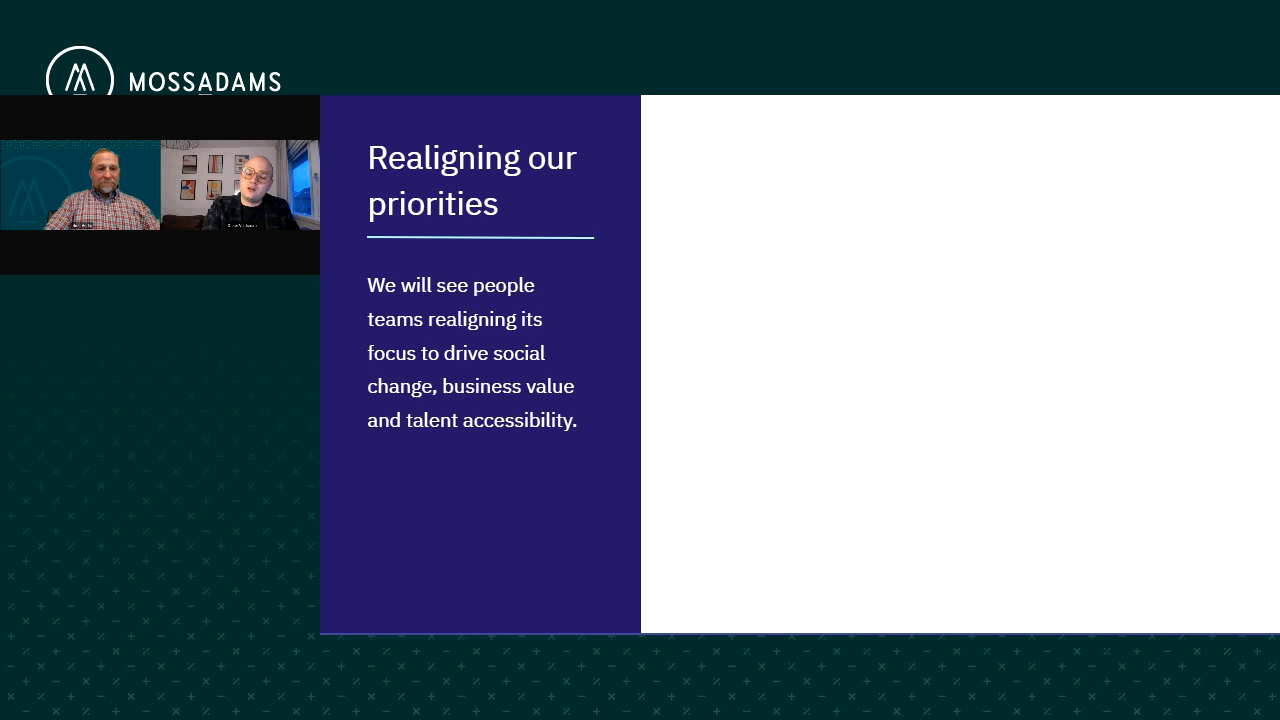 MOSSADAMS
Realigning our
priorities
We will see people
teams realigning its
focus to drive social
change, business value
and talent accessibility.